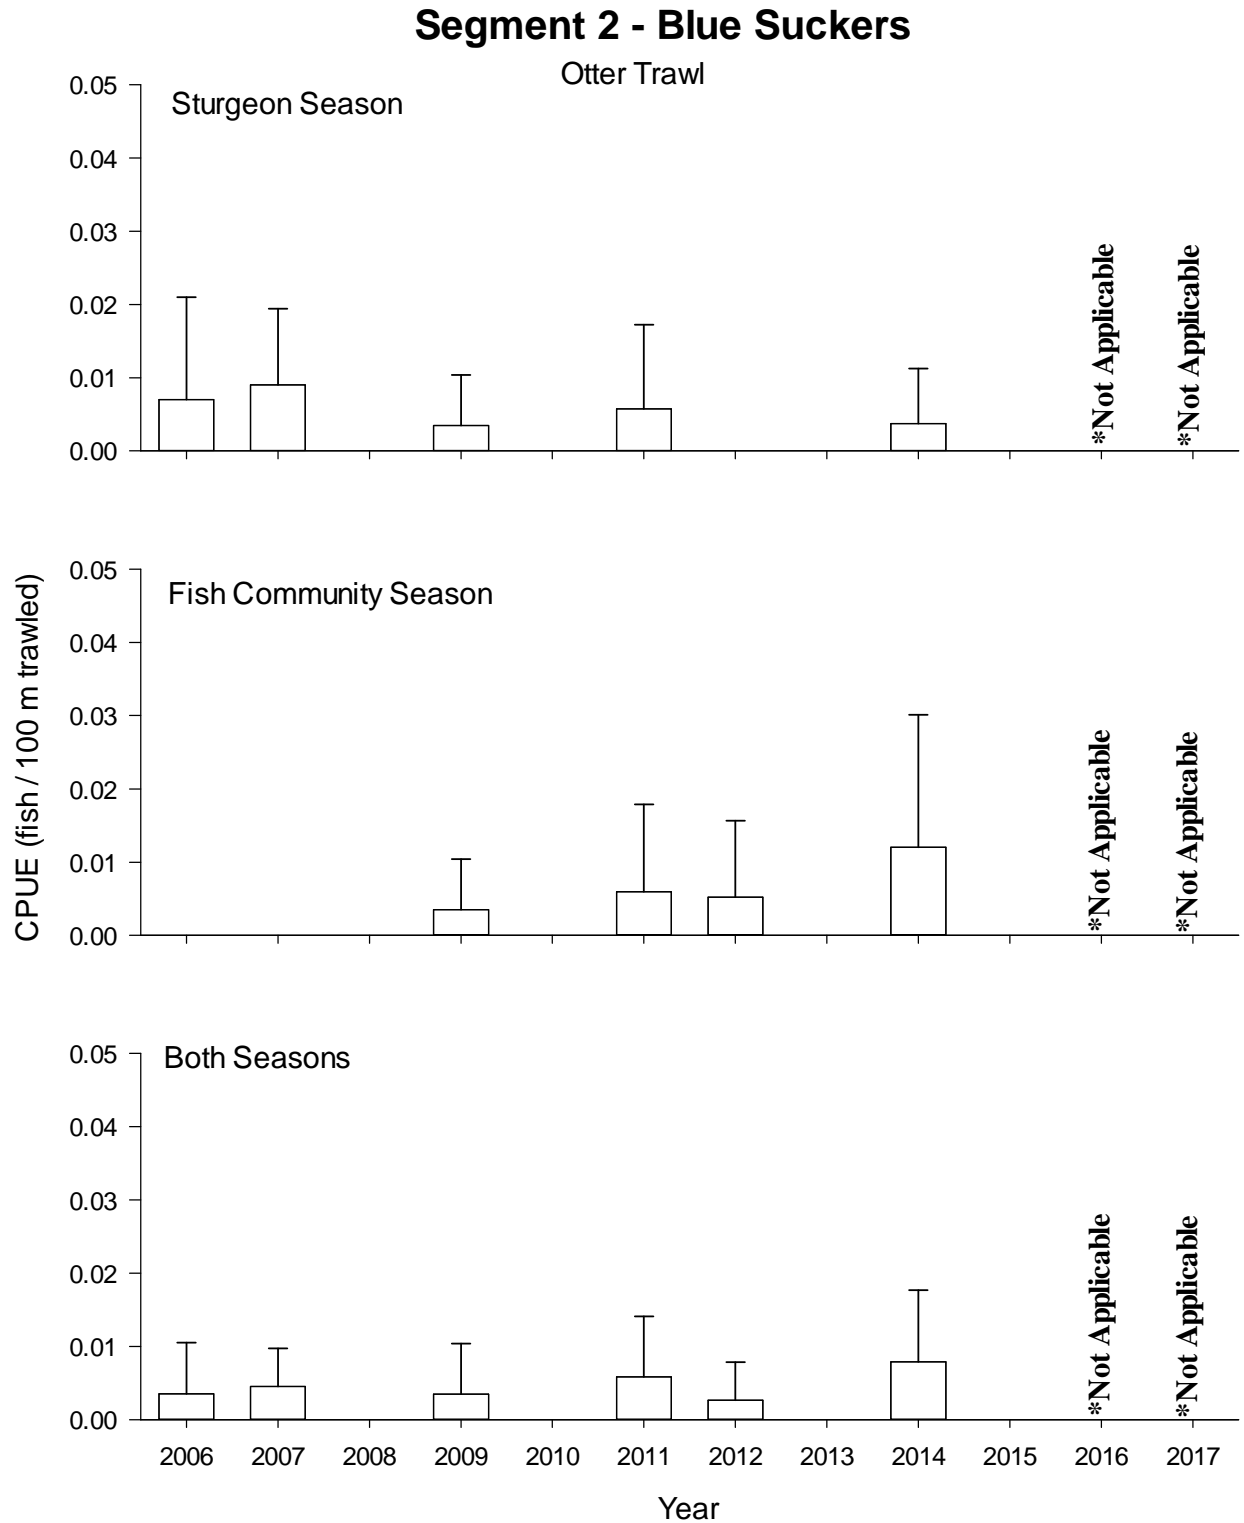 Segment 2 - Blue Suckers
Otter Trawl
Sturgeon Season
0.05
0.04
0.03
0.02
0.01
0.00
*Not Applicable
*Not Applicable
CPUE (fish / 100 m trawled)
Fish Community Season
0.05
0.04
0.03
0.02
0.01
0.00
*Not Applicable
*Not Applicable
Both Seasons
0.05
0.04
0.03
0.02
0.01
0.00
*Not Applicable
*Not Applicable
2006 2007 2008 2009 2010 2011 2012 2013 2014 2015 2016 2017
Year